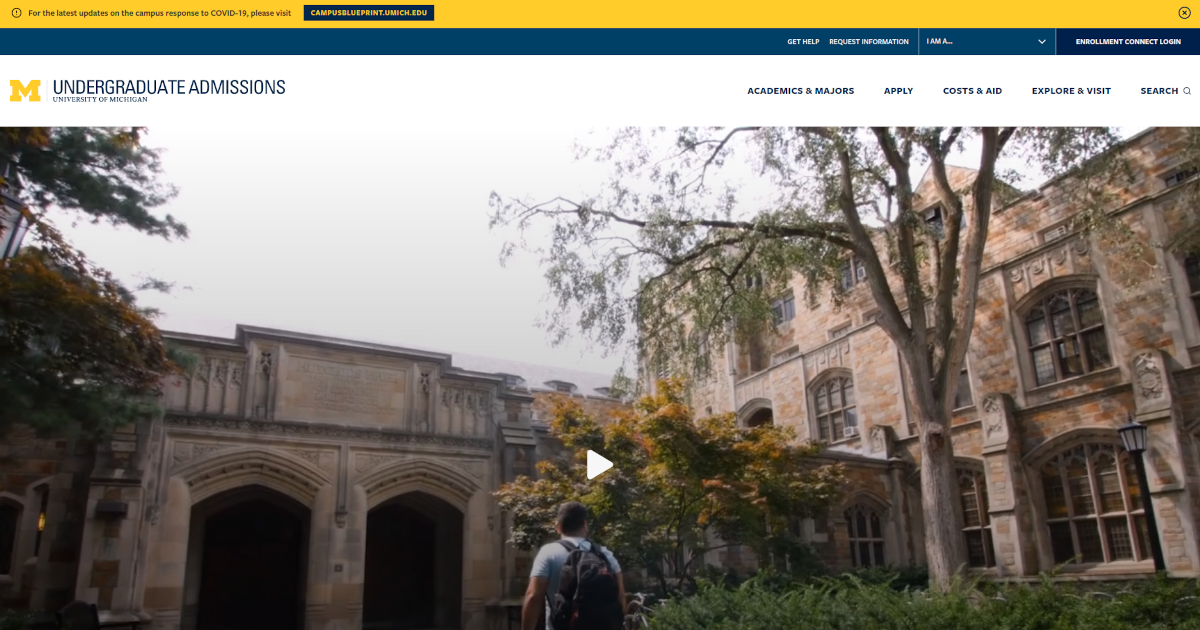 For the latest updates on the campus response to COVID-19, please visit CAMPUSBLUEPRINT.UMICH.EDU
GET HELP REQUEST INFORMATION I AM A... ENROLLMENT CONNECT LOGIN
M UNDERGRADUATE ADMISSIONS
UNIVERSITY OF MICHIGAN
ACADEMICS & MAJORS APPLY COSTS & AID EXPLORE & VISIT SEARCH